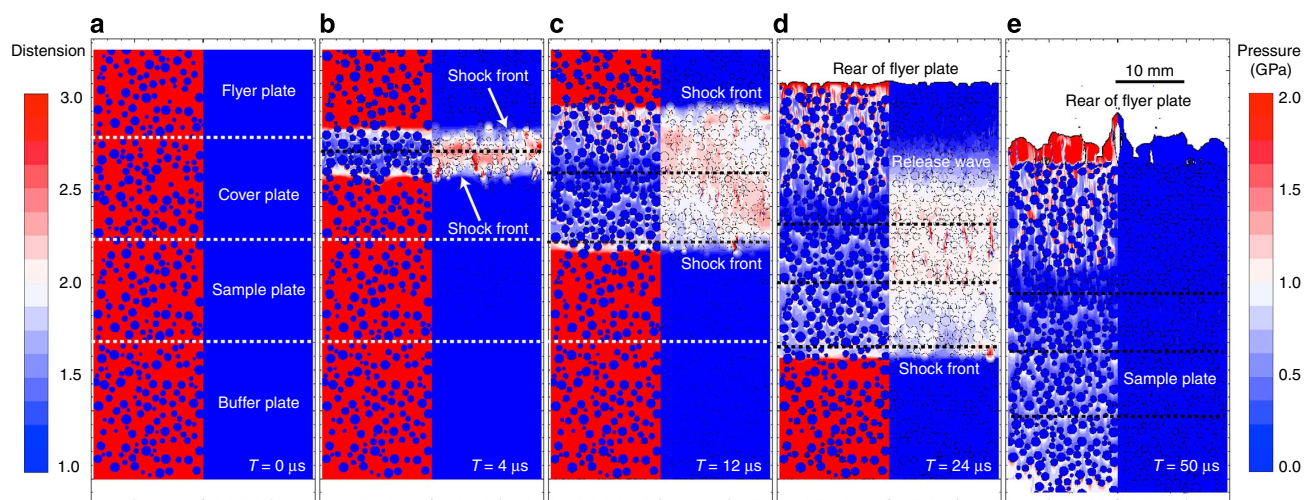 a
b
c
d
e
Distension
3.0
2.5
2.0
1.5
1.0
Flyer plate
Cover plate
Sample plate
Buffer plate
T = 0 µs
Shock front
Shock front
T = 4 µs
Shock front
Shock front
T = 12 µs
Rear of flyer plate
Release wave
Shock front
T = 24 µs
10 mm
Rear of flyer plate
Sample plate
T = 50 µs
Pressure
(GPa)
2.0
1.5
1.0
0.5
0.0